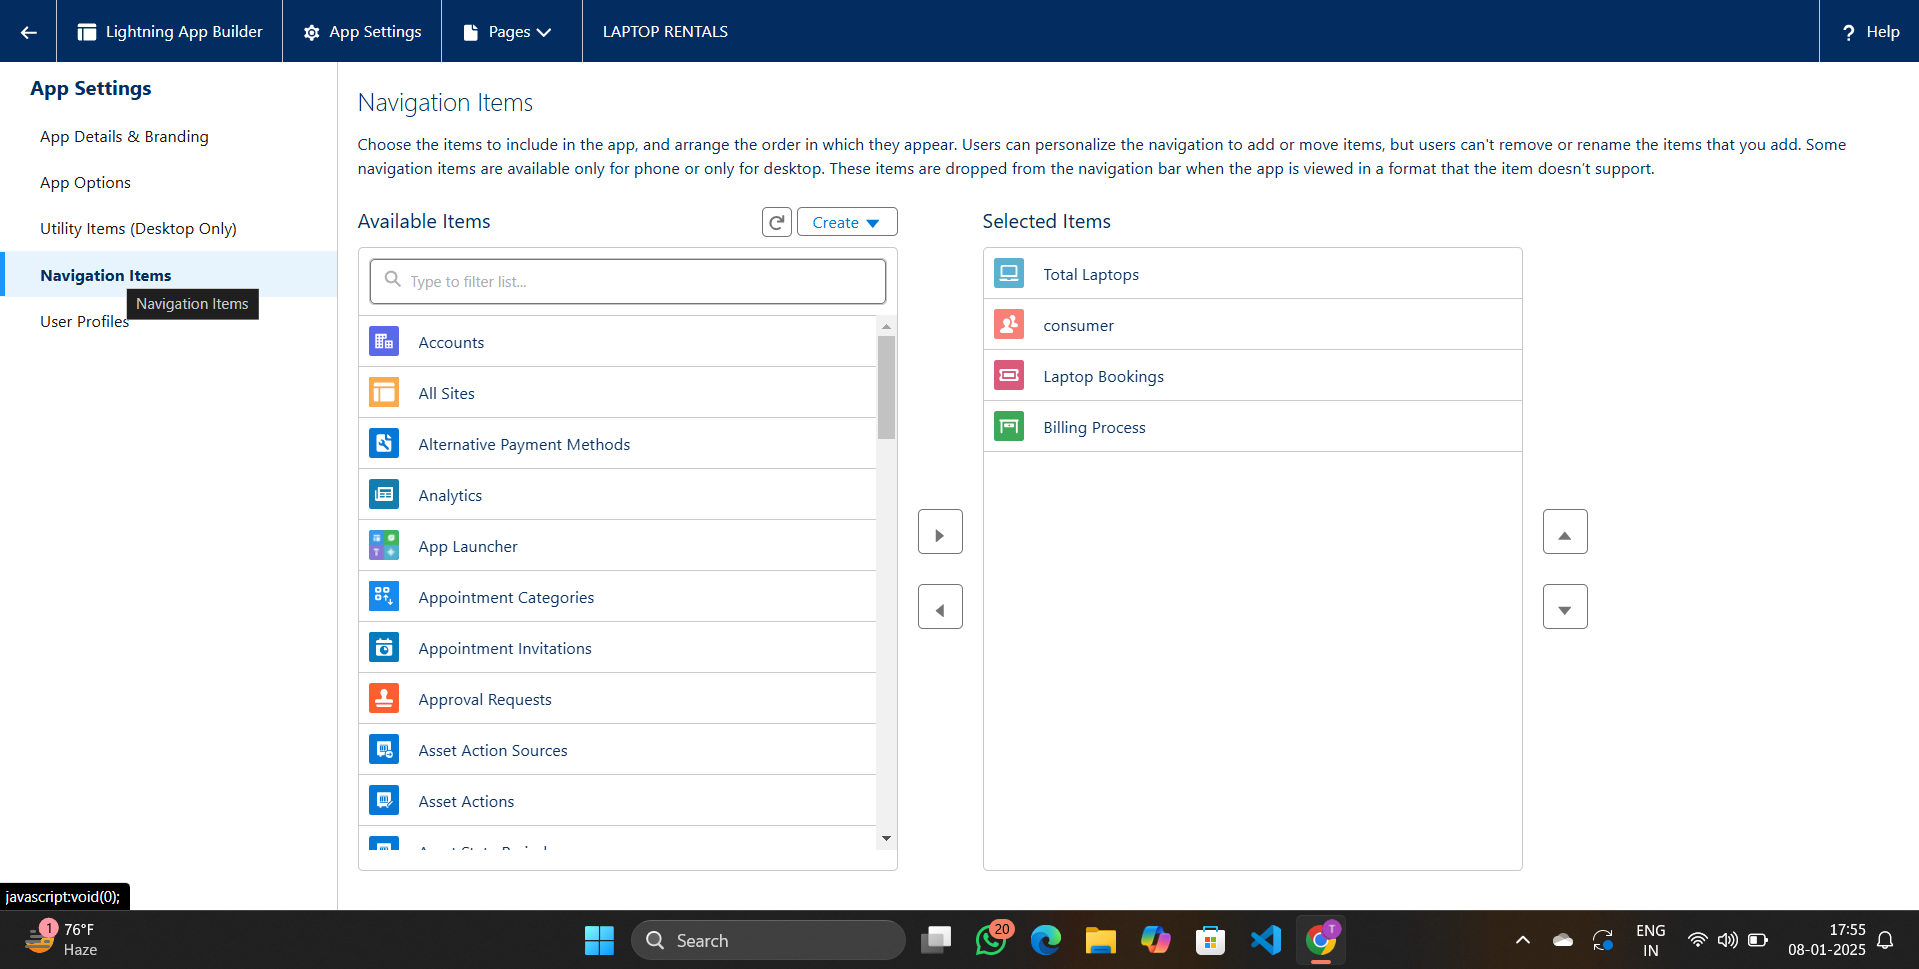 Lightning App Builder
App Settings
Pages
LAPTOP RENTALS
? Help
App Settings
App Details & Branding
App Options
Utility Items (Desktop Only)
Navigation Items
Navigation Items
User Profiles
Navigation Items
Choose the items to include in the app, and arrange the order in which they appear. Users can personalize the navigation to add or move items, but users can't remove or rename the items that you add. Some
navigation items are available only for phone or only for desktop. These items are dropped from the navigation bar when the app is viewed in a format that the item doesn’t support.
Available Items
Create
Type to filter list...
Accounts
All Sites
Alternative Payment Methods
Analytics
App Launcher
Appointment Categories
Appointment Invitations
Approval Requests
Asset Action Sources
Asset Actions
Selected Items
Total Laptops
consumer
Laptop Bookings
Billing Process
javascript:void(0);
1
76°F
Haze
Search
20
T
ENG
IN
17:55
08-01-2025